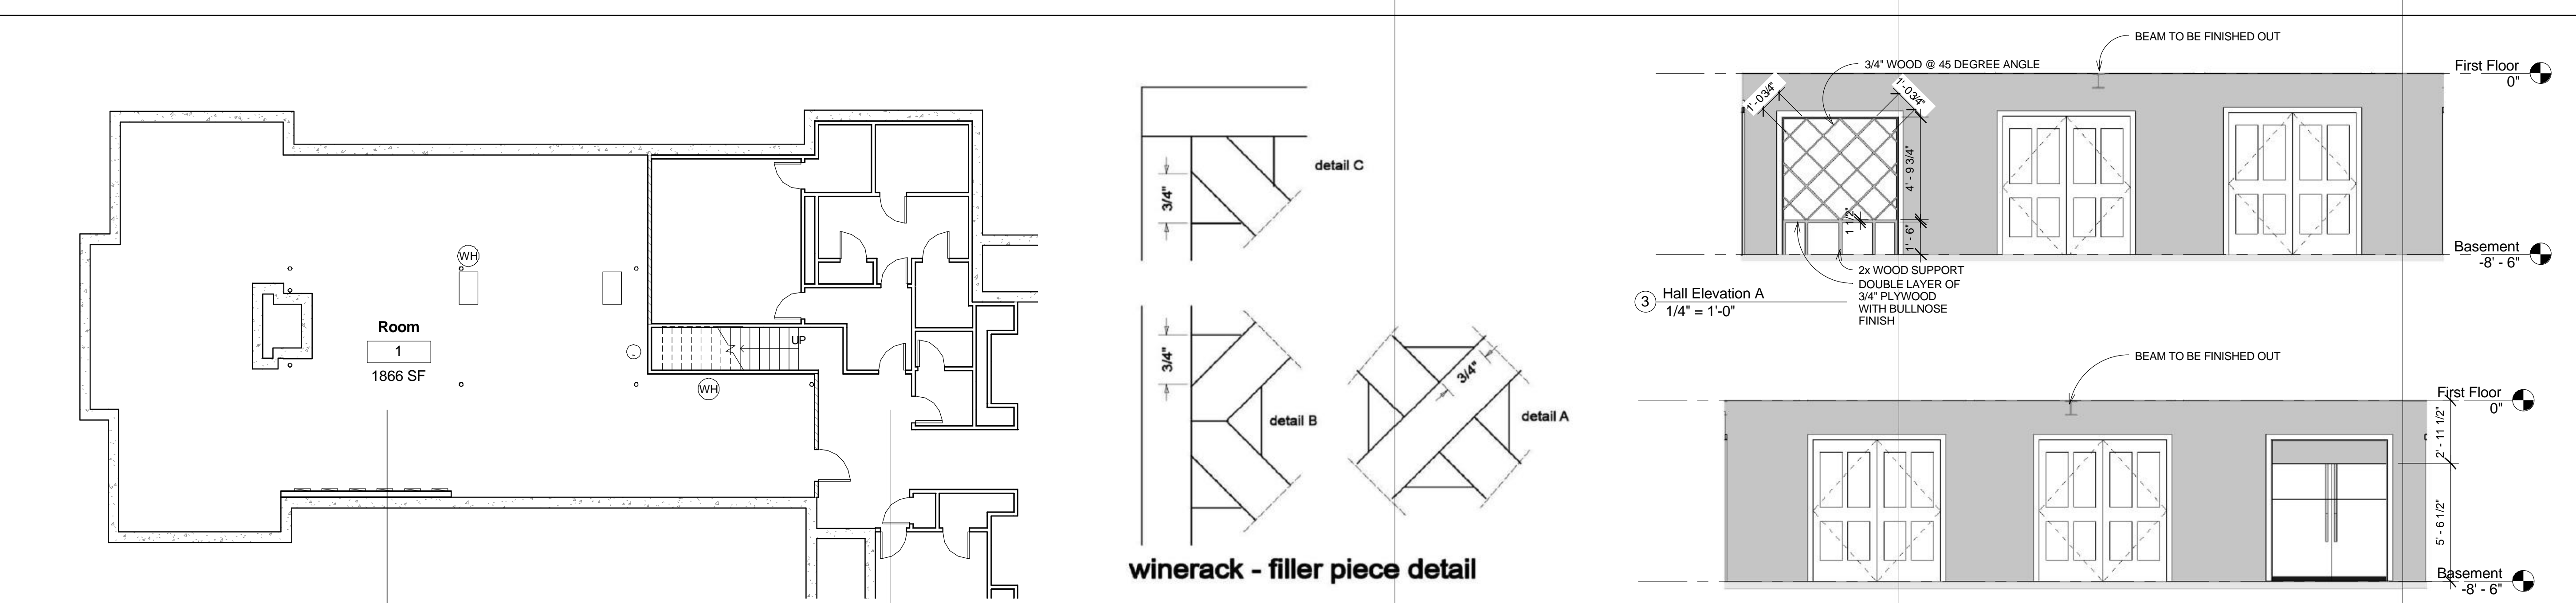 WH
Room
1
1866 SF
UP
WH
detail C
3/4"
3/4"
detail B
3/4"
detail A
winerack - filler piece detail
BEAM TO BE FINISHED OUT
3/4" WOOD @ 45 DEGREE ANGLE
First Floor
0"
1'-0 3/4"
1'-0 3/4"
4' - 9 3/4"
1 1/2"
1' - 6"
Basement
-8' - 6"
2x WOOD SUPPORT
DOUBLE LAYER OF
3/4" PLYWOOD
WITH BULLNOSE
FINISH
3
Hall Elevation A
1/4" = 1'-0"
BEAM TO BE FINISHED OUT
First Floor
0"
2' - 11 1/2"
5' - 6 1/2"
Basement
-8' - 6"